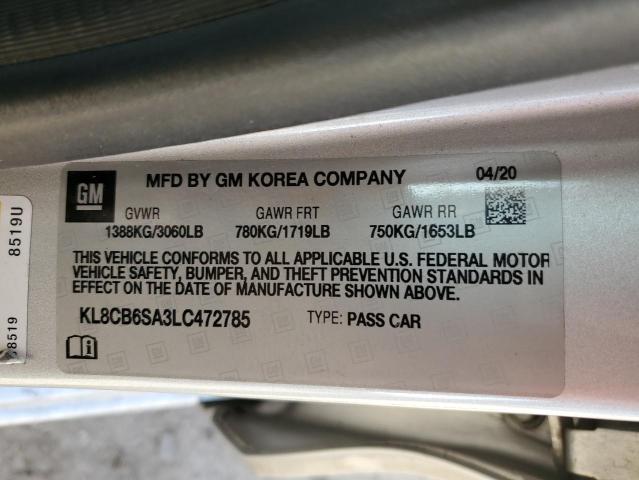 GM
MFD BY GM KOREA COMPANY 04/20
GVWR GAWR FRT GAWR RR
1388KG/3060LB 780KG/1719LB 750KG/1653LB
THIS VEHICLE CONFORMS TO ALL APPLICABLE U.S. FEDERAL MOTOR
VEHICLE SAFETY, BUMPER, AND THEFT PREVENTION STANDARDS IN
EFFECT ON THE DATE OF MANUFACTURE SHOWN ABOVE.
KL8CB6SA3LC472785 TYPE: PASS CAR
8519U